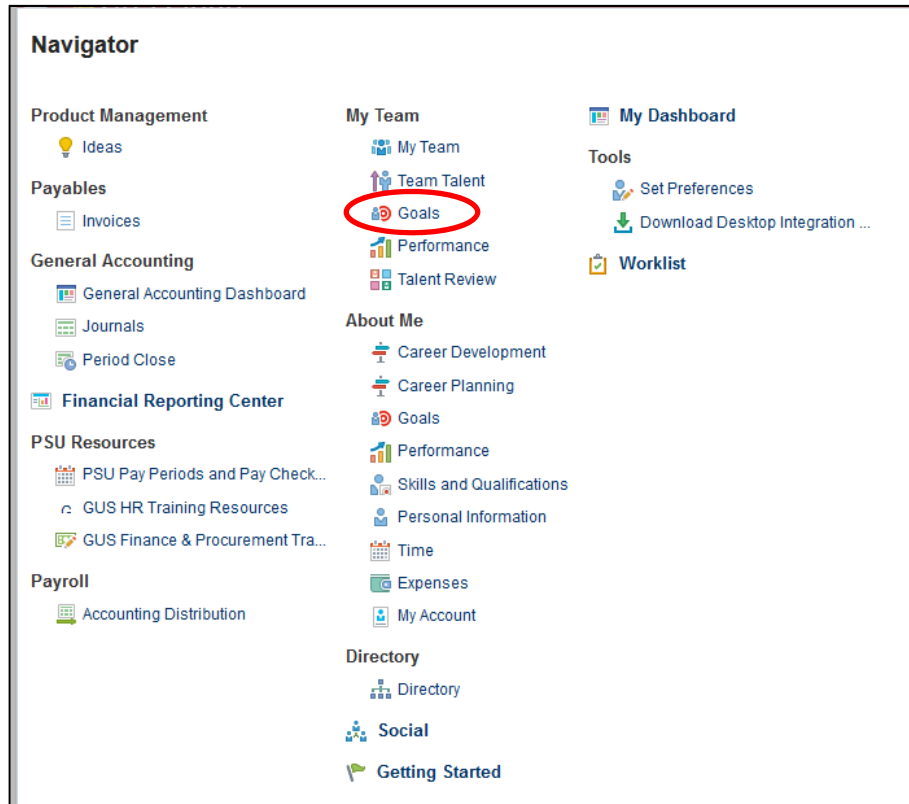 Navigator
Product Management
Ideas
Payables
Invoices
General Accounting
General Accounting Dashboard
Journals
Period Close
Financial Reporting Center
PSU Resources
PSU Pay Periods and Pay Check...
GUS HR Training Resources
GUS Finance & Procurement Tra...
Payroll
Accounting Distribution
My Team
My Team
Team Talent
Goals
Performance
Talent Review
About Me
Career Development
Career Planning
Goals
Performance
Skills and Qualifications
Personal Information
Time
Expenses
My Account
Directory
Directory
Social
Getting Started
My Dashboard
Tools
Set Preferences
Download Desktop Integration ...
Worklist